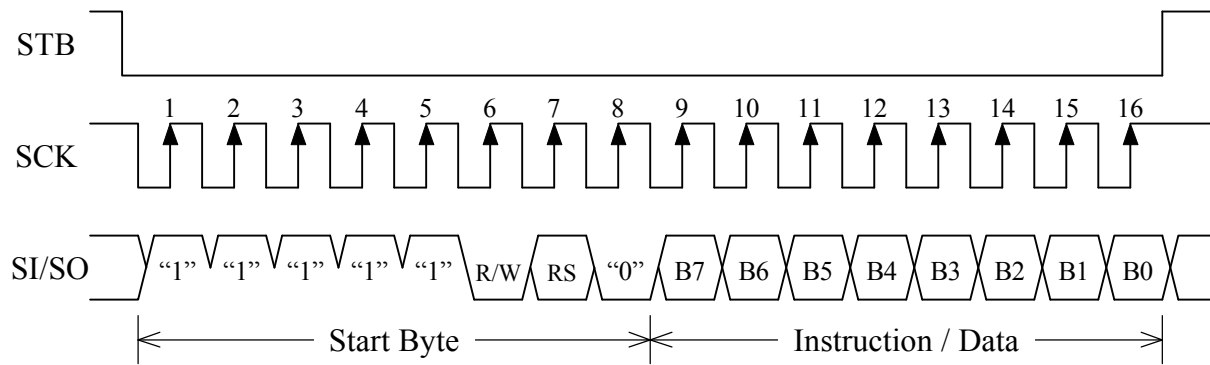 STB
1 2 3 4 5 6 7 8 9 10 11 12 13 14 15 16
SCK
SI/SO “1” “1” “1” “1” “1” R/W RS “0” B7 B6 B5 B4 B3 B2 B1 B0
Start Byte Instruction / Data